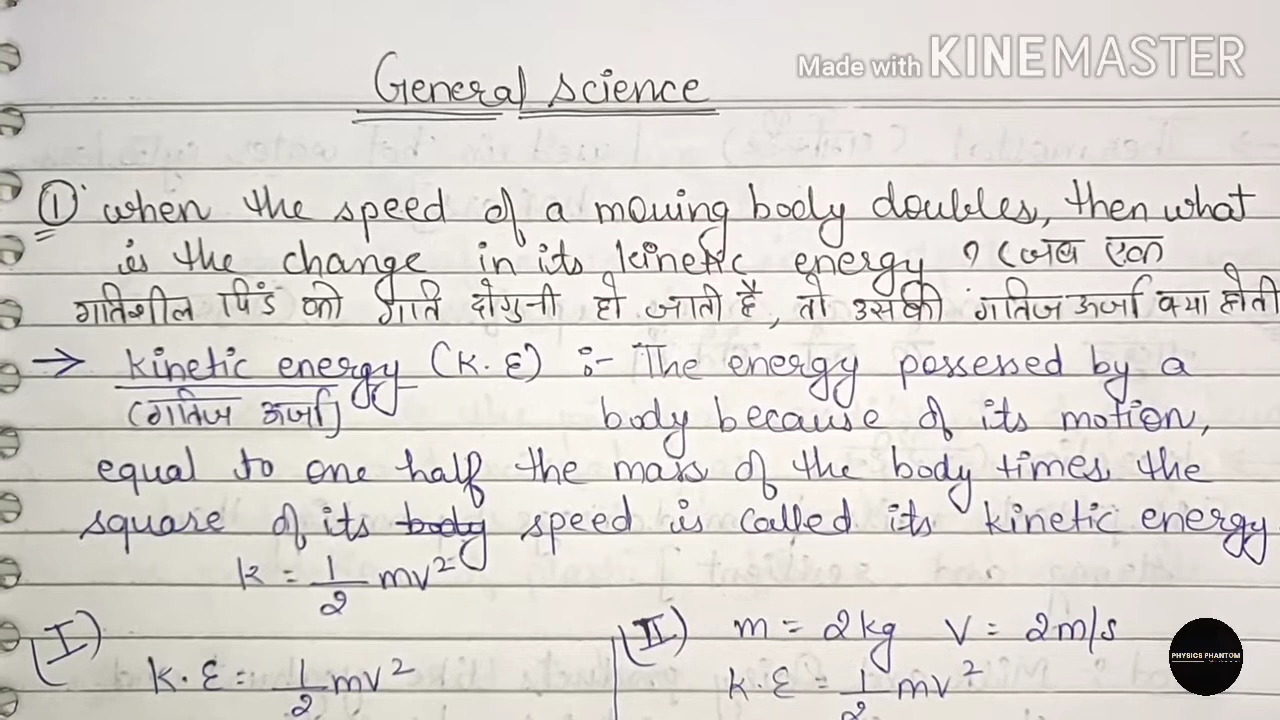 Made with KINEMASTER
General science
① when the speed of a moving body doubles, then what
is the change in its kinetic energy ? (जब एक
गतिशील पिंड की गति दोगुनी हो जाती है, तो उसकी गतिज ऊर्जा क्या होती
→ kinetic energy (K.E) :- The energy possessed by a
(गतिज ऊर्जा) body because of its motion,
equal to one half the mass of the body times the
square of its body speed is called its kinetic energy
K = 1/2 mv²
(I) (II) m = 2kg V = 2m/s
K.E = 1/2 mv² K.E = 1/2 mv²
PHYSICS PHANTOM